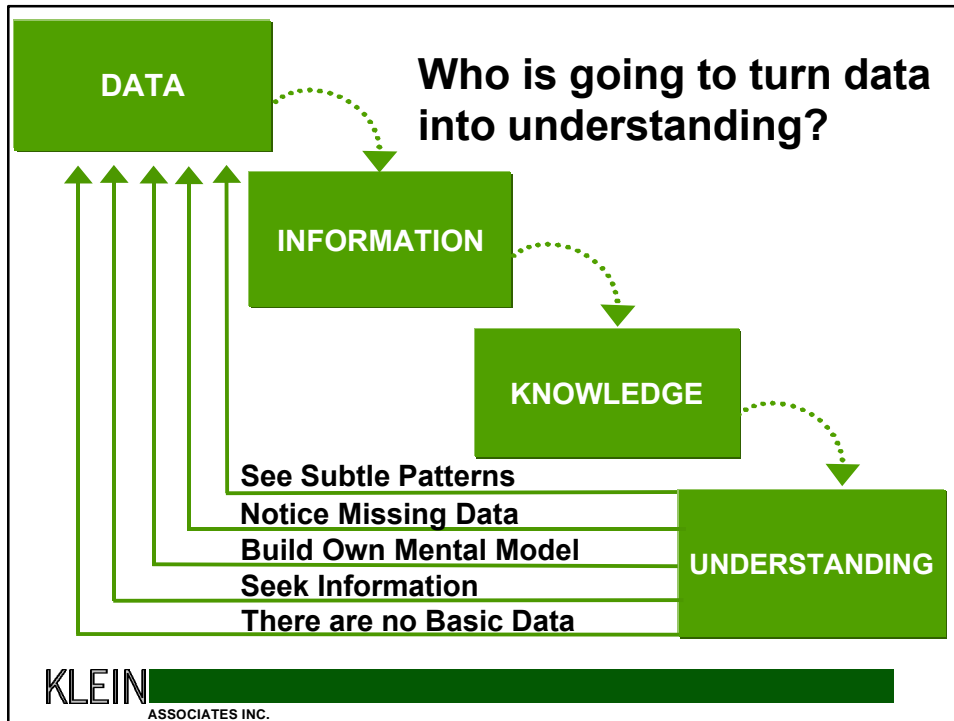 DATA
Who is going to turn data
into understanding?
INFORMATION
KNOWLEDGE
See Subtle Patterns
Notice Missing Data
Build Own Mental Model
Seek Information
There are no Basic Data
UNDERSTANDING
KLEIN
ASSOCIATES INC.